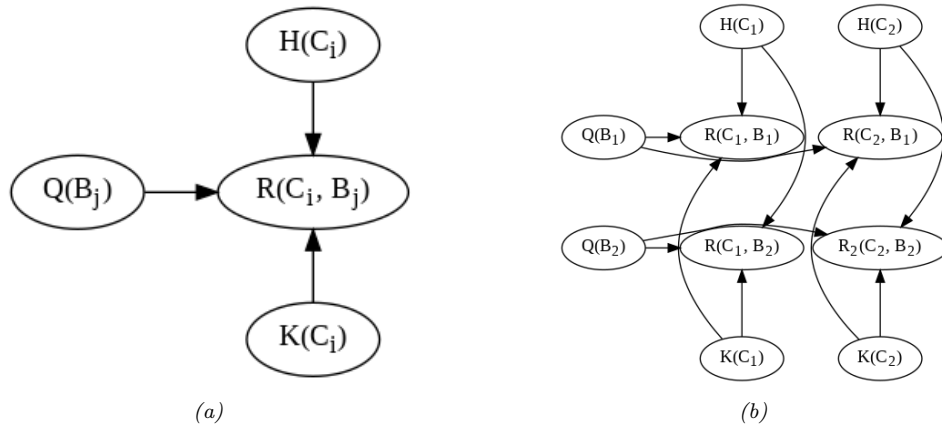 H(C_i)
Q(B_j)
R(C_i, B_j)
K(C_i)
(a)
H(C_1)
H(C_2)
Q(B_1)
R(C_1, B_1)
R(C_2, B_1)
Q(B_2)
R(C_1, B_2)
R_2(C_2, B_2)
K(C_1)
K(C_2)
(b)